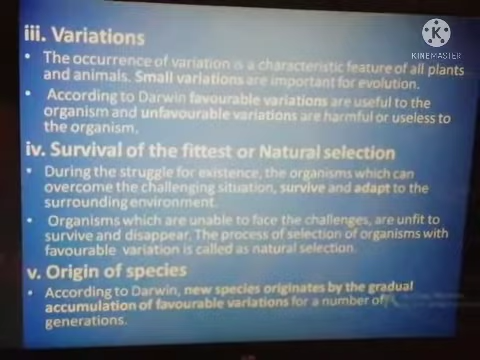 KINEMASTER
iii. Variations
• The occurrence of variation is a characteristic feature of all plants
and animals. Small variations are important for evolution.
• According to Darwin favourable variations are useful to the
organism and unfavourable variations are harmful or useless to
the organism.
iv. Survival of the fittest or Natural selection
• During the struggle for existence, the organisms which can
overcome the challenging situation, survive and adapt to the
surrounding environment.
• Organisms which are unable to face the challenges, are unfit to
survive and disappear. The process of selection of organisms with
favourable variation is called as natural selection.
v. Origin of species
• According to Darwin, new species originates by the gradual
accumulation of favourable variations for a number of
generations.